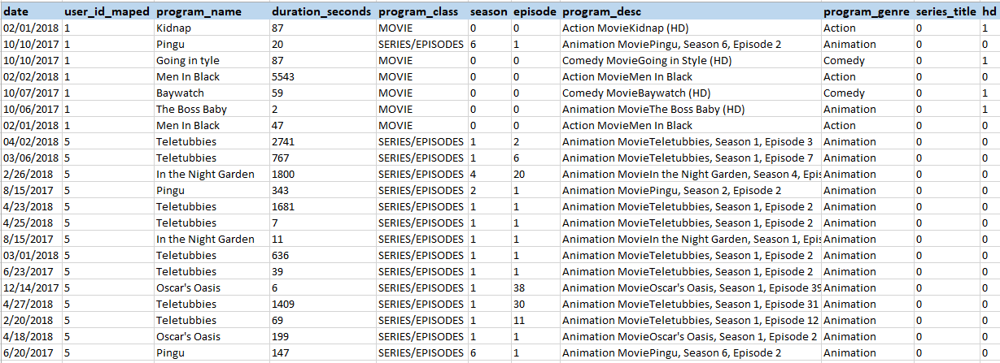 date user_id_maped program_name duration_seconds program_class season episode program_desc program_genre series_title hd
02/01/2018 1 Kidnap 87 MOVIE 0 0 Action MovieKidnap (HD) Action 0 1
10/10/2017 1 Pingu 20 SERIES/EPISODES 6 1 Animation MoviePingu, Season 6, Episode 2 Animation 0 0
10/10/2017 1 Going in tyle 87 MOVIE 0 0 Comedy MovieGoing in Style (HD) Comedy 0 1
02/02/2018 1 Men In Black 5543 MOVIE 0 0 Action MovieMen In Black Action 0 0
10/07/2017 1 Baywatch 59 MOVIE 0 0 Comedy MovieBaywatch (HD) Comedy 0 1
10/06/2017 1 The Boss Baby 2 MOVIE 0 0 Animation MovieThe Boss Baby (HD) Animation 0 1
02/01/2018 1 Men In Black 47 MOVIE 0 0 Action MovieMen In Black Action 0 0
04/02/2018 5 Teletubbies 2741 SERIES/EPISODES 1 2 Animation MovieTeletubbies, Season 1, Episode 3 Animation 0 0
03/06/2018 5 Teletubbies 767 SERIES/EPISODES 1 6 Animation MovieTeletubbies, Season 1, Episode 7 Animation 0 0
2/26/2018 5 In the Night Garden 1800 SERIES/EPISODES 4 20 Animation MovieIn the Night Garden, Season 4, Epis Animation 0 0
8/15/2017 5 Pingu 343 SERIES/EPISODES 2 1 Animation MoviePingu, Season 2, Episode 2 Animation 0 0
4/23/2018 5 Teletubbies 1681 SERIES/EPISODES 1 1 Animation MovieTeletubbies, Season 1, Episode 2 Animation 0 0
4/25/2018 5 Teletubbies 7 SERIES/EPISODES 1 1 Animation MovieTeletubbies, Season 1, Episode 2 Animation 0 0
8/15/2017 5 In the Night Garden 11 SERIES/EPISODES 1 1 Animation MovieIn the Night Garden, Season 1, Epis Animation 0 0
03/01/2018 5 Teletubbies 636 SERIES/EPISODES 1 1 Animation MovieTeletubbies, Season 1, Episode 2 Animation 0 0
6/23/2017 5 Teletubbies 39 SERIES/EPISODES 1 1 Animation MovieTeletubbies, Season 1, Episode 2 Animation 0 0
12/14/2017 5 Oscar's Oasis 6 SERIES/EPISODES 1 38 Animation MovieOscar's Oasis, Season 1, Episode 39 Animation 0 0
4/27/2018 5 Teletubbies 1409 SERIES/EPISODES 1 30 Animation MovieTeletubbies, Season 1, Episode 31 Animation 0 0
2/20/2018 5 Teletubbies 69 SERIES/EPISODES 1 11 Animation MovieTeletubbies, Season 1, Episode 12 Animation 0 0
4/18/2018 5 Oscar's Oasis 199 SERIES/EPISODES 1 1 Animation MovieOscar's Oasis, Season 1, Episode 2 Animation 0 0
6/20/2017 5 Pingu 147 SERIES/EPISODES 6 1 Animation MoviePingu, Season 6, Episode 2 Animation 0 0